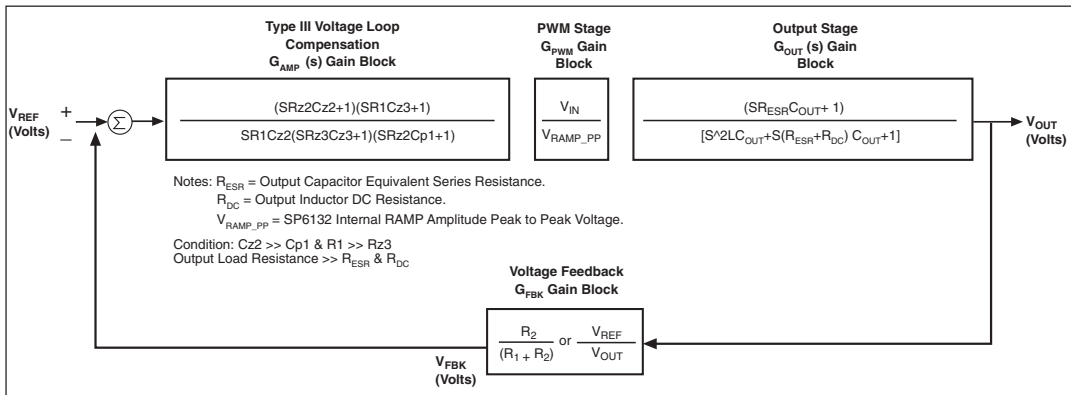 Type III Voltage Loop
Compensation
G_AMP (s) Gain Block
PWM Stage
G_PWM Gain
Block
Output Stage
G_OUT (s) Gain
Block
V_REF
(Volts)
+
−
Σ
(SRz2Cz2+1)(SR1Cz3+1)
SR1Cz2(SRz3Cz3+1)(SRz2Cp1+1)
V_IN
V_RAMP_PP
(SR_ESRC_OUT+ 1)
[S^2LC_OUT+S(R_ESR+R_DC) C_OUT+1]
V_OUT
(Volts)
Notes: R_ESR = Output Capacitor Equivalent Series Resistance.
R_DC = Output Inductor DC Resistance.
V_RAMP_PP = SP6132 Internal RAMP Amplitude Peak to Peak Voltage.
Condition: Cz2 >> Cp1 & R1 >> Rz3
Output Load Resistance >> R_ESR & R_DC
Voltage Feedback
G_FBK Gain Block
R_2
(R_1 + R_2)
or
V_REF
V_OUT
V_FBK
(Volts)